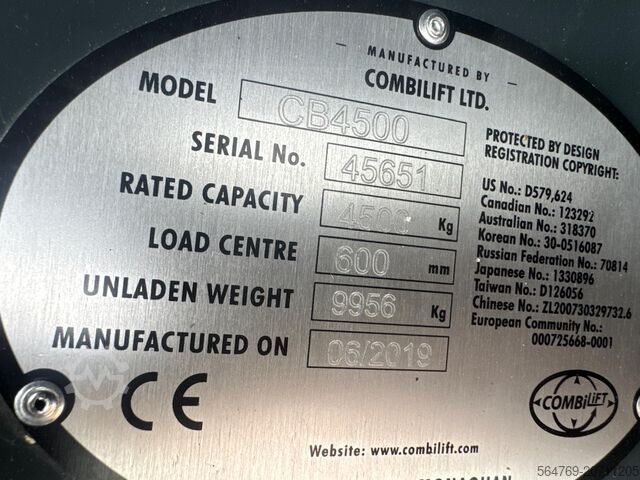 MANUFACTURED BY
COMBILIFT LTD.
MODEL CB4500
SERIAL No. 45651
RATED CAPACITY 4500 Kg
LOAD CENTRE 600 mm
UNLADEN WEIGHT 9956 Kg
MANUFACTURED ON 06/2019
PROTECTED BY DESIGN
REGISTRATION COPYRIGHT:
US No.: D579,624
Canadian No.: 123292
Australian No.: 318370
Korean No.: 30-0516087
Russian Federation No.: 70814
Japanese No.: 1330896
Taiwan No.: D126056
Chinese No.: ZL200730329732.6
European Community No.:
000725668-0001
CE
COMBiLiFT
Website: www.combilift.com
MONAGHAN